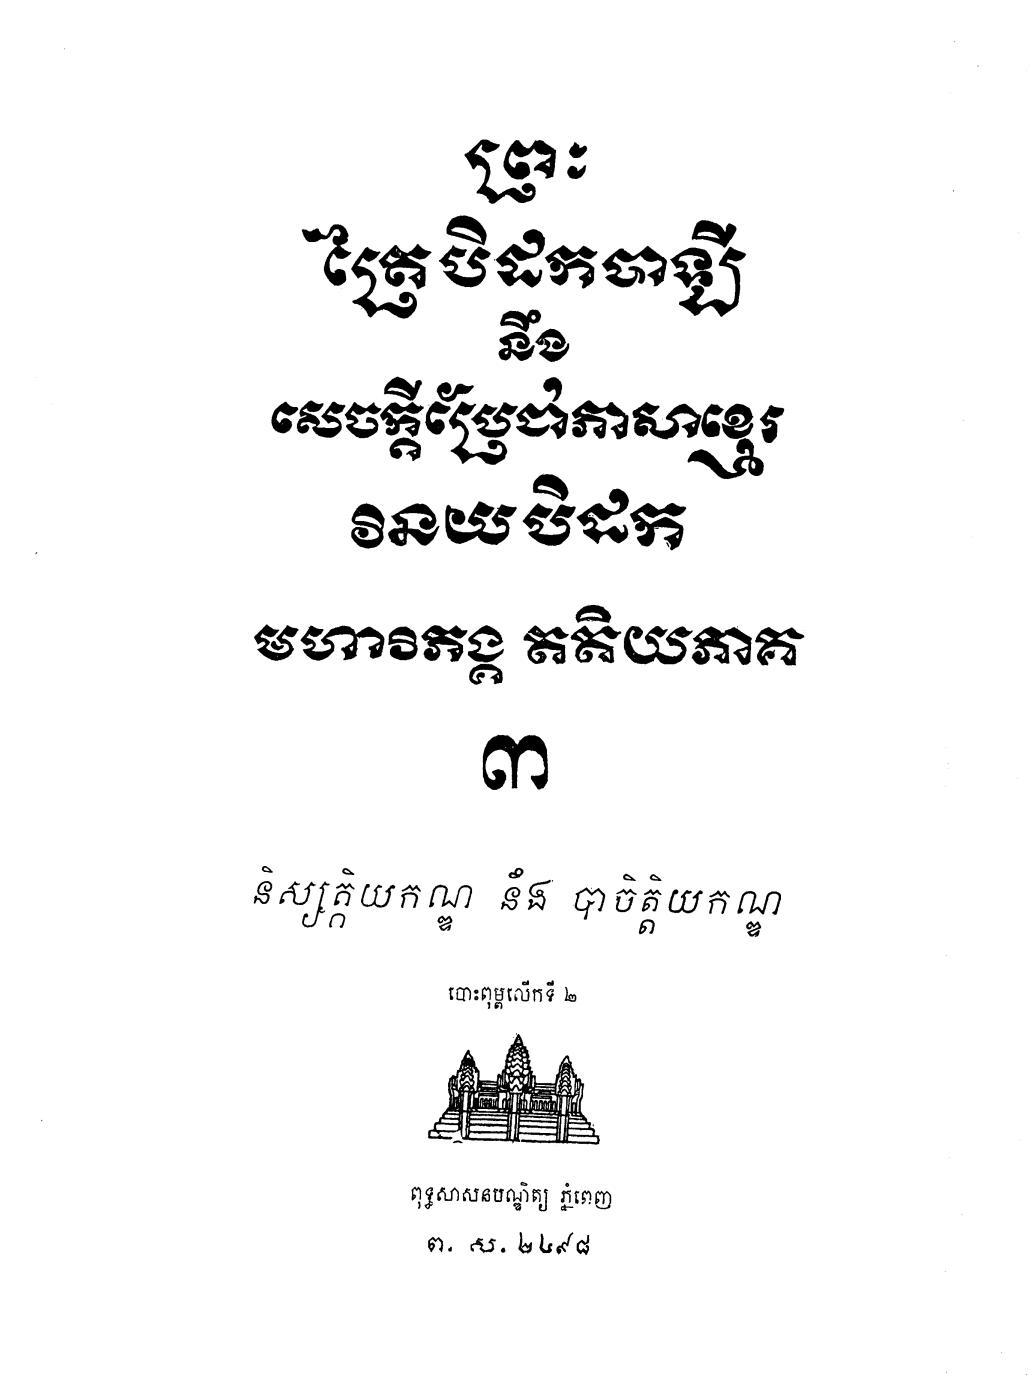 ព្រះ
ត្រៃបិដកបាឡី
នឹង
សេចក្តីប្រែជាភាសាខ្មែរ
វិនយបិដក
មហាវិភង្គ តតិយភាគ
៣
និស្សគ្គិយកណ្ឌ នឹង បាចិត្តិយកណ្ឌ
បោះពុម្ពលើកទី ២
ពុទ្ធសាសនបណ្ឌិត្យ ភ្នំពេញ
ព. ស. ២៤៩៨